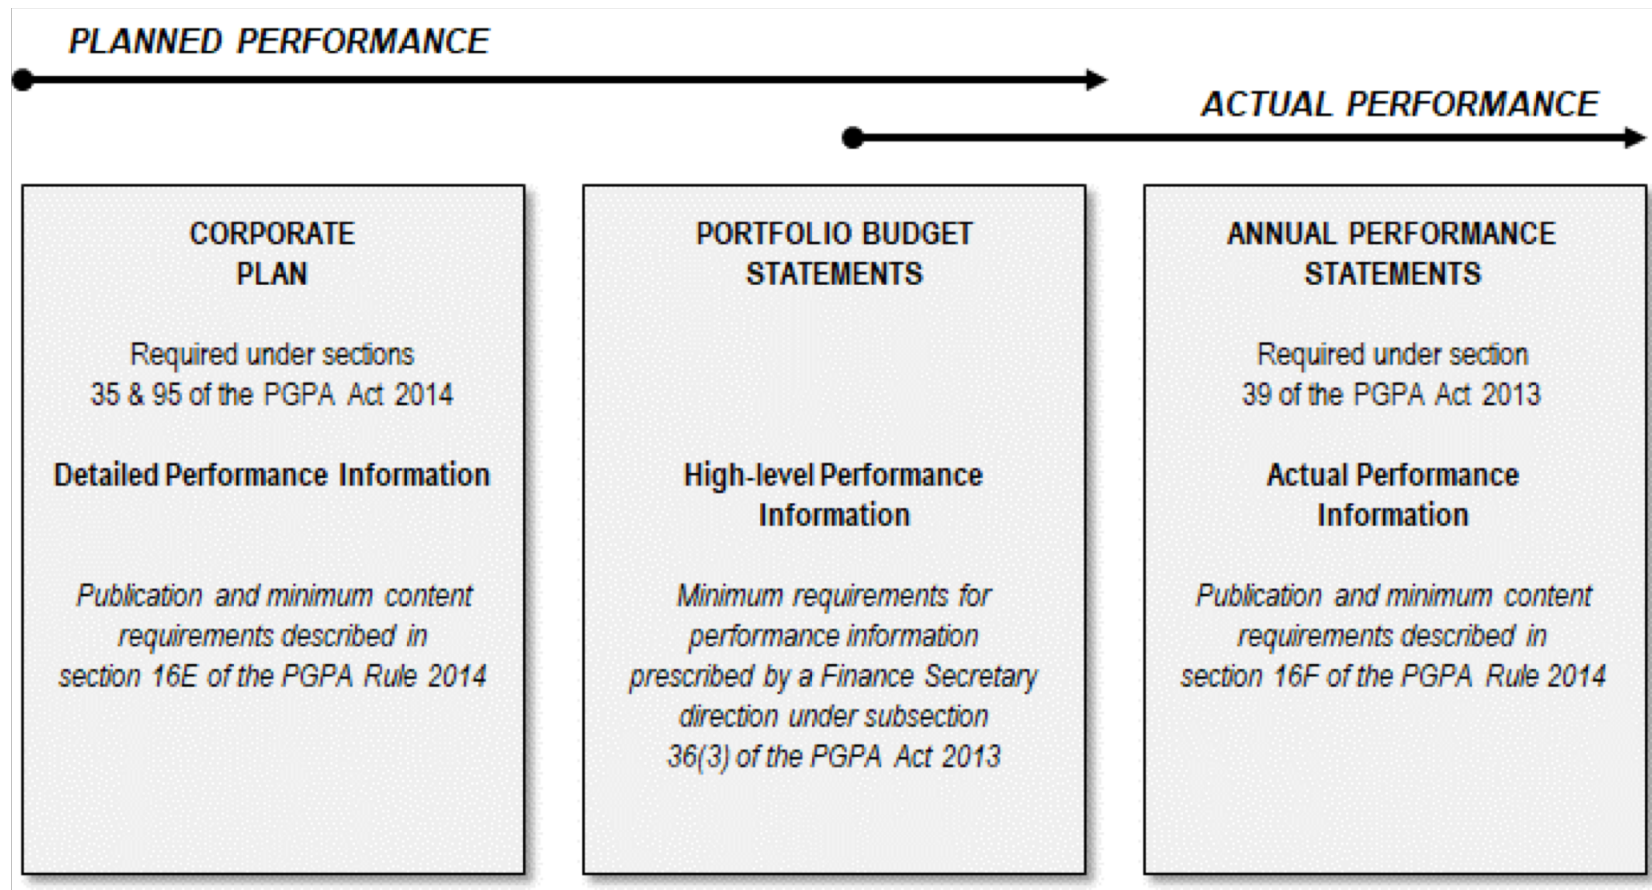 PLANNED PERFORMANCE
ACTUAL PERFORMANCE
CORPORATE
PLAN
Required under sections
35 & 95 of the PGPA Act 2014
Detailed Performance Information
Publication and minimum content
requirements described in
section 16E of the PGPA Rule 2014
PORTFOLIO BUDGET
STATEMENTS
High-level Performance
Information
Minimum requirements for
performance information
prescribed by a Finance Secretary
direction under subsection
36(3) of the PGPA Act 2013
ANNUAL PERFORMANCE
STATEMENTS
Required under section
39 of the PGPA Act 2013
Actual Performance
Information
Publication and minimum content
requirements described in
section 16F of the PGPA Rule 2014